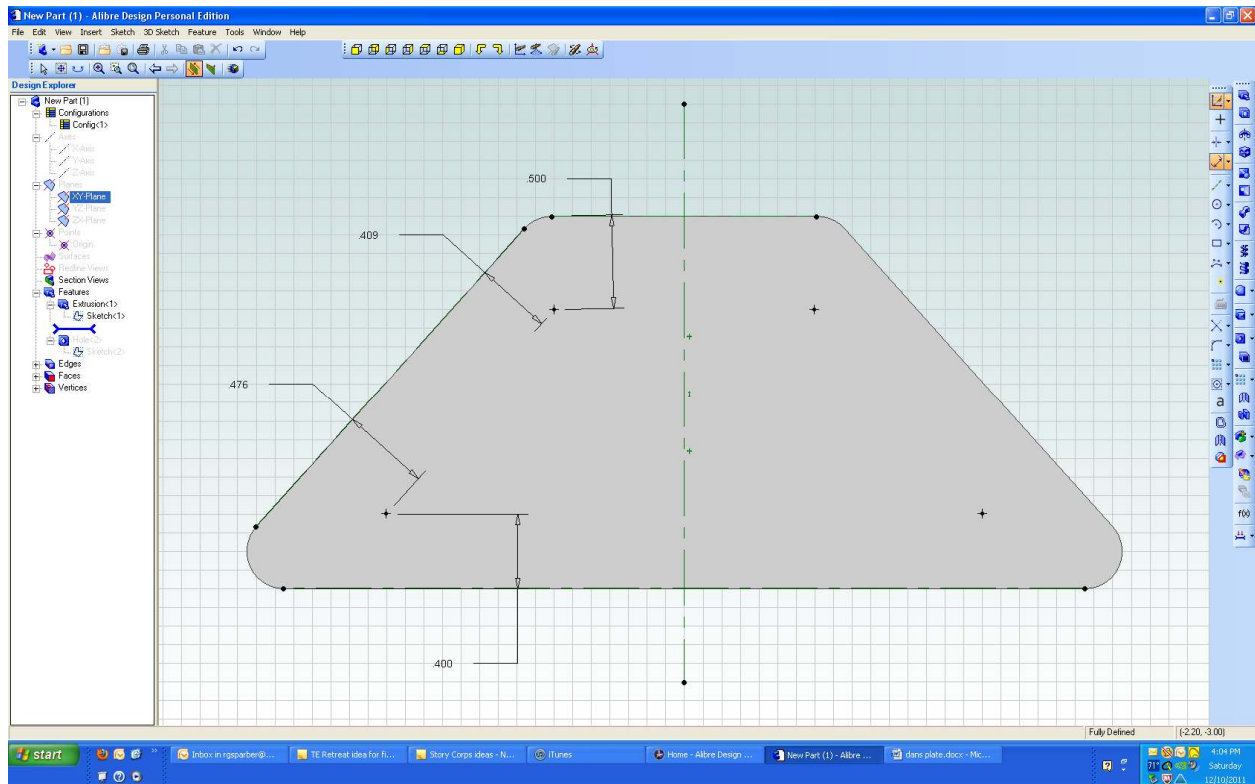 New Part (1) - Alibre Design Personal Edition
File Edit View Insert Sketch 3D Sketch Feature Tools Window Help
Design Explorer
New Part (1)
Configurations
Config<1>
Axes
X-Axis
Y-Axis
Z-Axis
Planes
XY-Plane
YZ-Plane
ZX-Plane
Points
Origin
Surfaces
Redline Views
Section Views
Features
Extrusion<1>
Sketch<1>
Hole<2>
Sketch<2>
Edges
Faces
Vertices
.500
.409
.476
.400
a
f(x)
Fully Defined (-2.20, -3.00)
start
Inbox in rgsparber@...
TE Retreat idea for fi...
Story Corps ideas - N...
iTunes
Home - Alibre Design ...
New Part (1) - Alibre ...
dans plate.docx - Mic...
71°
4:04 PM
Saturday
12/10/2011